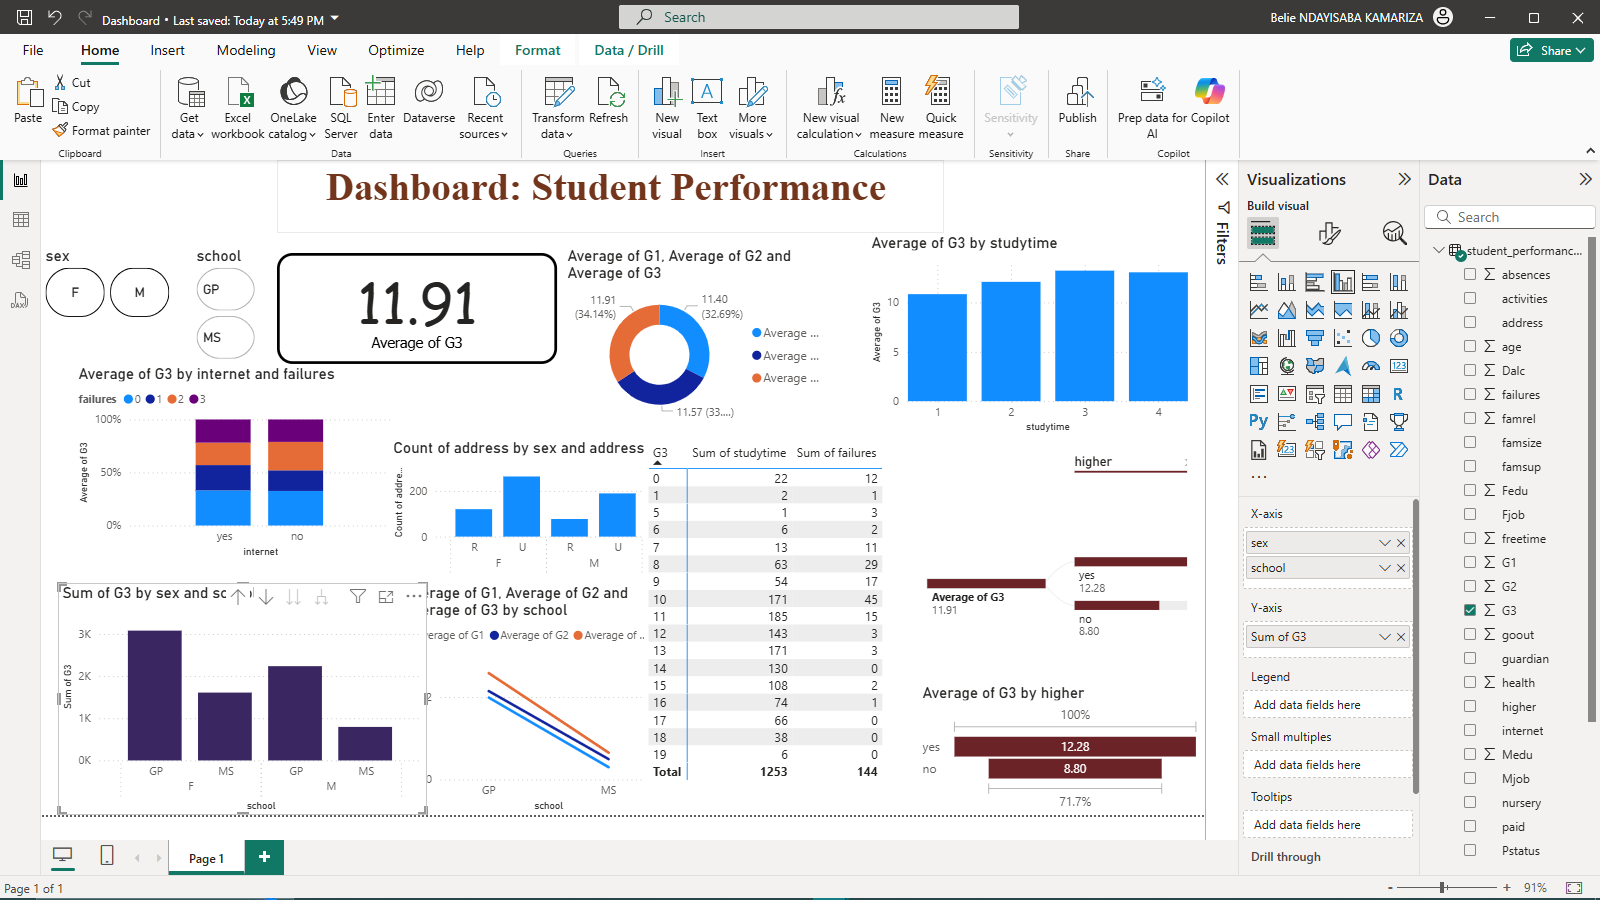 Dashboard • Last saved: Today at 5:49 PM
Search
Belie NDAYISABA KAMARIZA
File
Home
Insert
Modeling
View
Optimize
Help
Format
Data / Drill
Share
Paste
Cut
Copy
Format painter
Clipboard
Get data
Excel workbook
OneLake catalog
SQL Server
Enter data
Dataverse
Recent sources
Data
Transform data
Refresh
Queries
New visual
Text box
More visuals
Insert
New visual calculation
New measure
Quick measure
Calculations
Sensitivity
Sensitivity
Publish
Share
Prep data for AI
Copilot
Copilot
Dashboard: Student Performance
sex
F
M
school
GP
MS
11.91
Average of G3
Average of G1, Average of G2 and
Average of G3
11.91
(34.14%)
11.40
(32.69%)
11.57 (33....)
Average ...
Average ...
Average ...
Average of G3 by studytime
Average of G3
10
5
0
1 2 3 4
studytime
Average of G3 by internet and failures
failures 0 1 2 3
Average of G3
100%
50%
0%
yes no
internet
Count of address by sex and address
Count of addre...
200
0
R U R U
F M
G3 Sum of studytime Sum of failures
0 22 12
1 2 1
5 1 3
6 6 2
7 13 11
8 63 29
9 54 17
10 171 45
11 185 15
12 143 3
13 171 3
14 130 0
15 108 2
16 74 1
17 66 0
18 38 0
19 6 0
Total 1253 144
higher
Average of G3
11.91
yes
12.28
no
8.80
Sum of G3 by sex and sc
Sum of G3
3K
2K
1K
0K
GP MS GP MS
F M
school
erage of G1, Average of G2 and
erage of G3 by school
verage of G1 Average of G2 Average of ..
2
0
GP MS
school
Average of G3 by higher
100%
yes 12.28
no 8.80
71.7%
Filters
Visualizations
Build visual
X-axis
sex
school
Y-axis
Sum of G3
Legend
Add data fields here
Small multiples
Add data fields here
Tooltips
Add data fields here
Drill through
Data
Search
student_performanc...
absences
activities
address
age
Dalc
failures
famrel
famsize
famsup
Fedu
Fjob
freetime
G1
G2
G3
goout
guardian
health
higher
internet
Medu
Mjob
nursery
paid
Pstatus
Page 1
Page 1 of 1
- + 91%